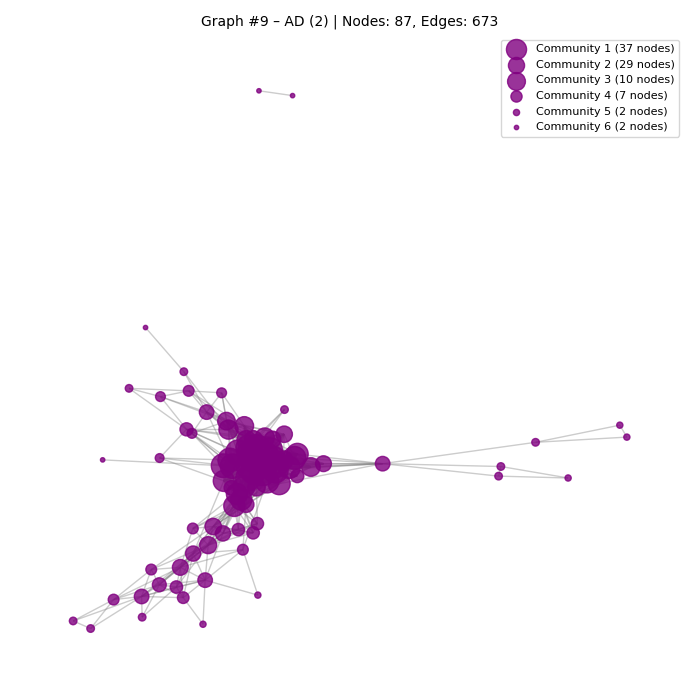 Graph #9 – AD (2) | Nodes: 87, Edges: 673
Community 1 (37 nodes)
Community 2 (29 nodes)
Community 3 (10 nodes)
Community 4 (7 nodes)
Community 5 (2 nodes)
Community 6 (2 nodes)